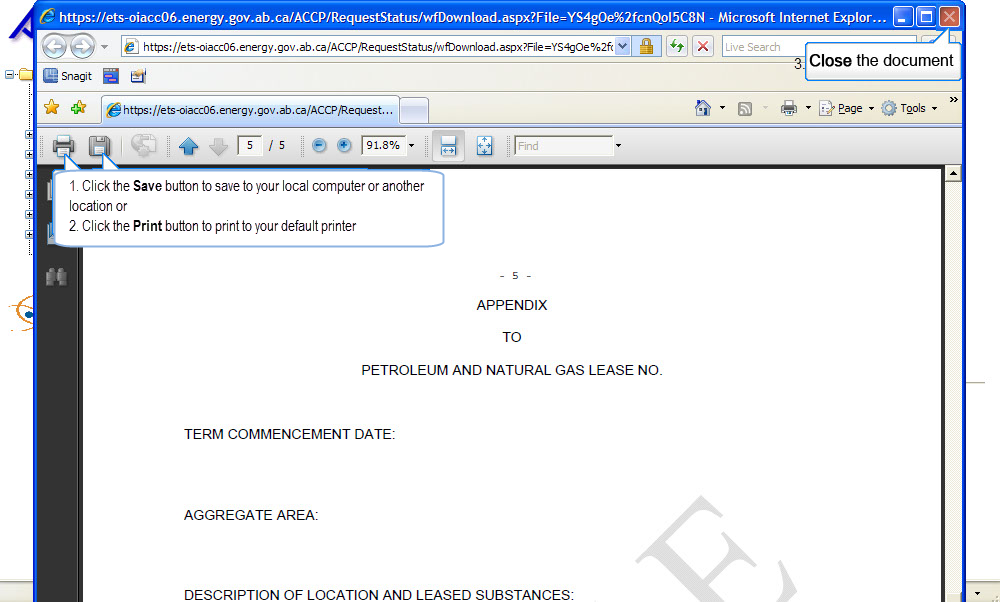 https://ets-oiacc06.energy.gov.ab.ca/ACCP/RequestStatus/wfDownload.aspx?File=YS4gOe%2fcnQoI5C8N - Microsoft Internet Explor...
https://ets-oiacc06.energy.gov.ab.ca/ACCP/RequestStatus/wfDownload.aspx?File=YS4gOe%2f
Live Search
3.
Close the document
Snagit
https://ets-oiacc06.energy.gov.ab.ca/ACCP/Request...
Page
Tools
5 / 5
91.8%
Find
1. Click the Save button to save to your local computer or another
location or
2. Click the Print button to print to your default printer
- 5 -
APPENDIX
TO
PETROLEUM AND NATURAL GAS LEASE NO.
TERM COMMENCEMENT DATE:
AGGREGATE AREA:
E
DESCRIPTION OF LOCATION AND LEASED SUBSTANCES: